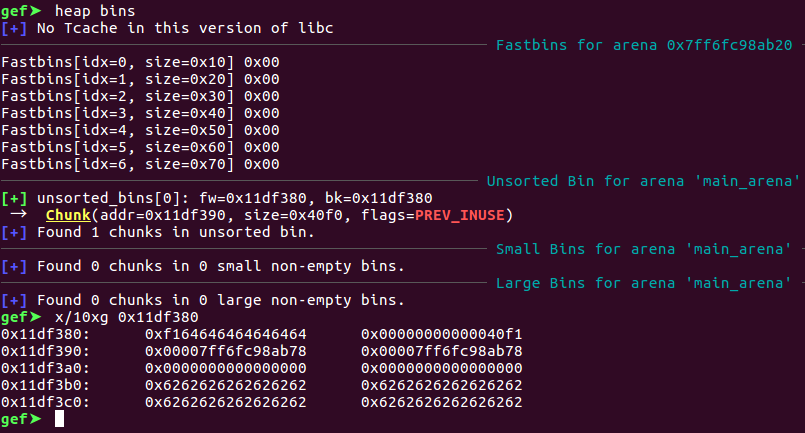 gef➤ heap bins
[+] No Tcache in this version of libc
Fastbins for arena 0x7ff6fc98ab20
Fastbins[idx=0, size=0x10] 0x00
Fastbins[idx=1, size=0x20] 0x00
Fastbins[idx=2, size=0x30] 0x00
Fastbins[idx=3, size=0x40] 0x00
Fastbins[idx=4, size=0x50] 0x00
Fastbins[idx=5, size=0x60] 0x00
Fastbins[idx=6, size=0x70] 0x00
Unsorted Bin for arena 'main_arena'
[+] unsorted_bins[0]: fw=0x11df380, bk=0x11df380
→ Chunk(addr=0x11df390, size=0x40f0, flags=PREV_INUSE)
[+] Found 1 chunks in unsorted bin.
Small Bins for arena 'main_arena'
[+] Found 0 chunks in 0 small non-empty bins.
Large Bins for arena 'main_arena'
[+] Found 0 chunks in 0 large non-empty bins.
gef➤ x/10xg 0x11df380
0x11df380: 0xf164646464646464 0x00000000000040f1
0x11df390: 0x00007ff6fc98ab78 0x00007ff6fc98ab78
0x11df3a0: 0x0000000000000000 0x0000000000000000
0x11df3b0: 0x6262626262626262 0x6262626262626262
0x11df3c0: 0x6262626262626262 0x6262626262626262
gef➤